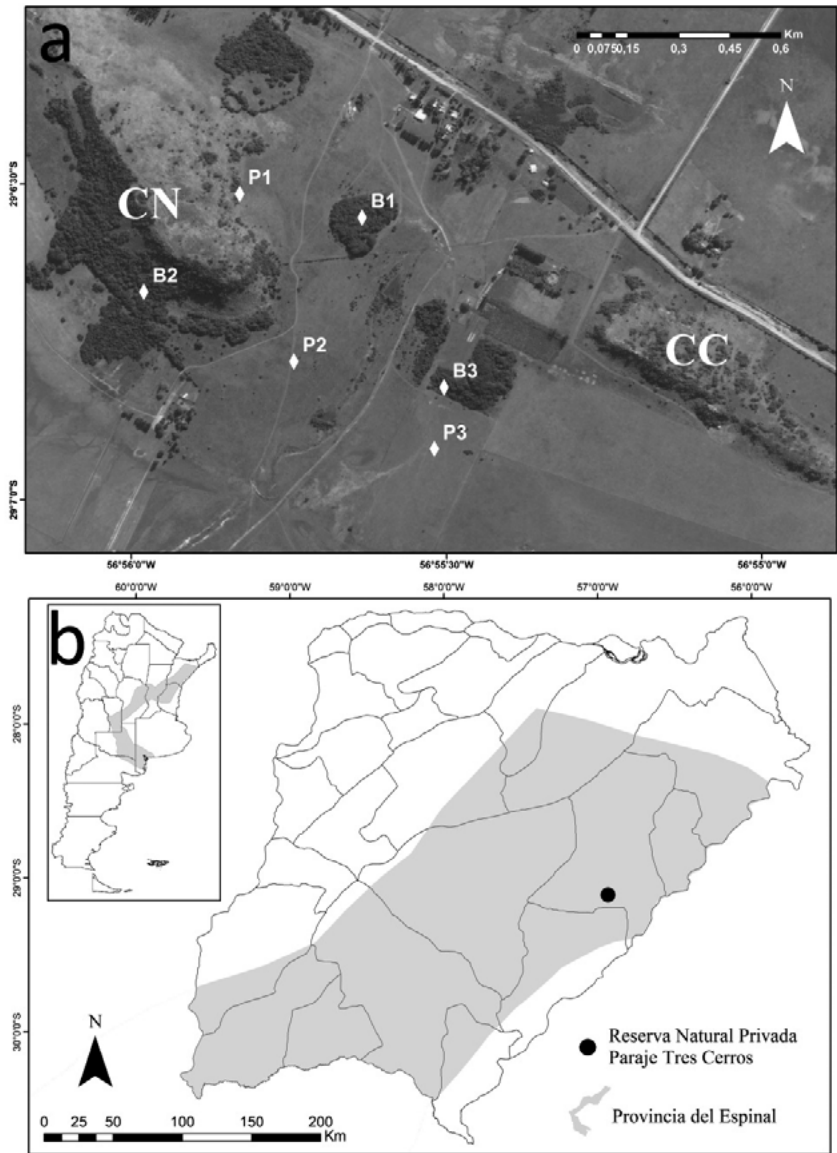 a
Km
0 0,075 0,15 0,3 0,45 0,6
N
29°6'30"S
P1
CN
B1
B2
P2
CC
B3
P3
29°7'0"S
56°56'0"W 56°55'30"W 56°55'0"W
60°0'0"W 59°0'0"W 58°0'0"W 57°0'0"W 56°0'0"W
b
28°0'0"S
29°0'0"S
30°0'0"S
N
Reserva Natural Privada
Paraje Tres Cerros
Provincia del Espinal
0 25 50 100 150 200
Km